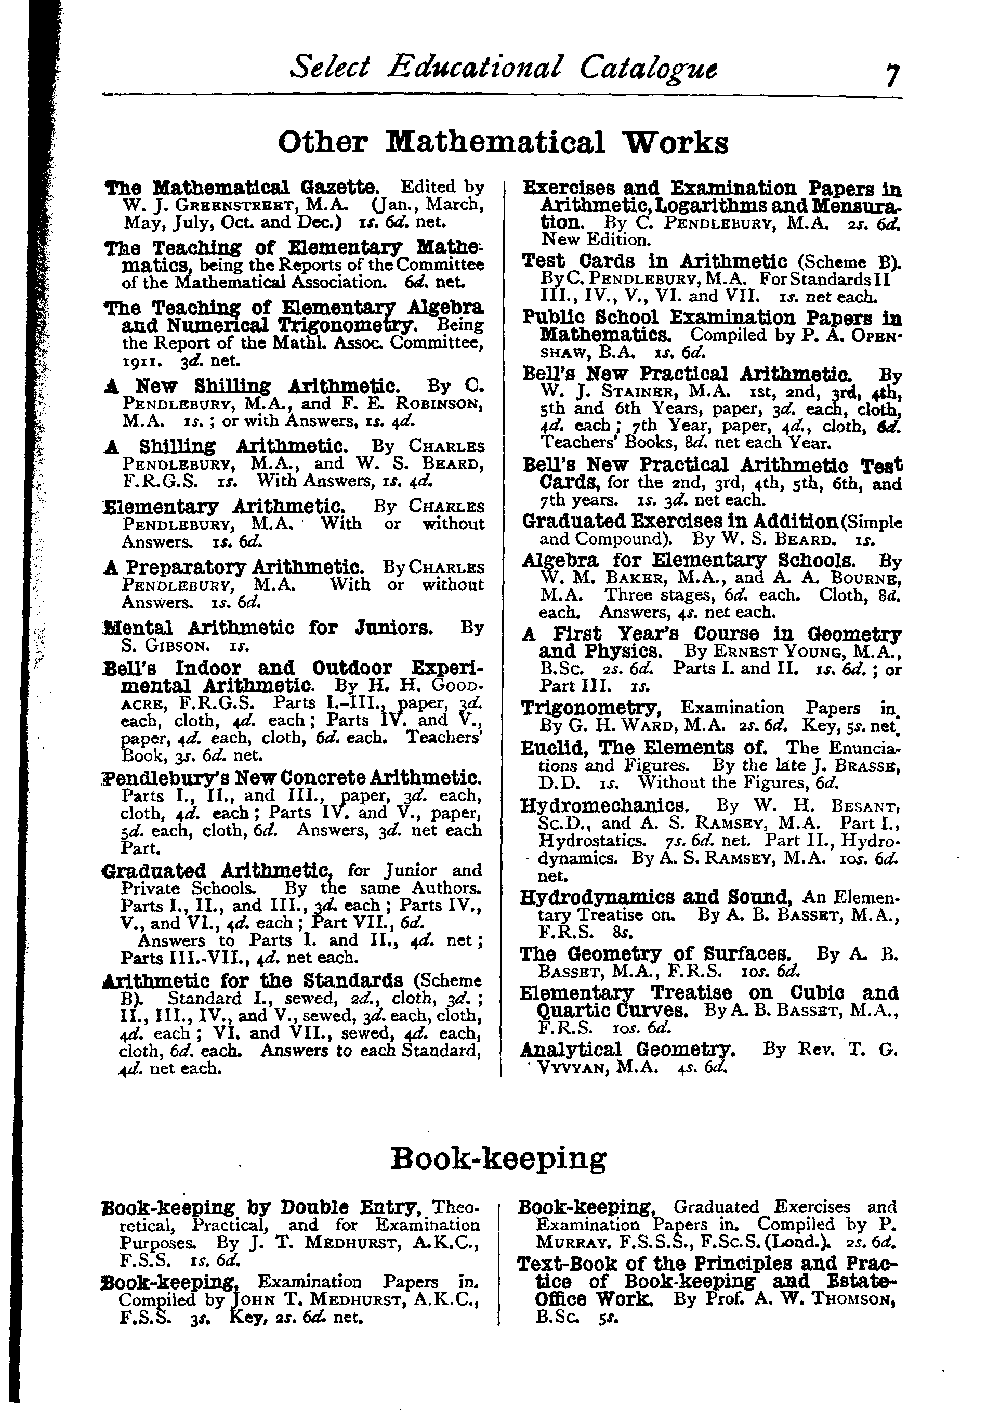 Select Educational Catalogue 7
Other Mathematical Works
The Mathematical Gazette. Edited by
W. J. GREENSTREET, M.A. (Jan., March,
May, July, Oct. and Dec.) 1s. 6d. net.
The Teaching of Elementary Mathe-
matics, being the Reports of the Committee
of the Mathematical Association. 6d. net.
The Teaching of Elementary Algebra
and Numerical Trigonometry. Being
the Report of the Math. Assoc. Committee,
1911. 3d. net.
A New Shilling Arithmetic. By C.
PENDLEBURY, M.A., and F. E. ROBINSON,
M.A. 1s. ; or with Answers, 1s. 4d.
A Shilling Arithmetic. By CHARLES
PENDLEBURY, M.A., and W. S. BEARD,
F.R.G.S. 1s. With Answers, 1s. 4d.
Elementary Arithmetic. By CHARLES
PENDLEBURY, M.A. With or without
Answers. 1s. 6d.
A Preparatory Arithmetic. By CHARLES
PENDLEBURY, M.A. With or without
Answers. 1s. 6d.
Mental Arithmetic for Juniors. By
S. GIBSON. 1s.
Bell's Indoor and Outdoor Experi-
mental Arithmetic. By H. H. GOOD-
ACRE, F.R.G.S. Parts I.-III., paper, 3d.
each, cloth, 4d. each ; Parts IV. and V.,
paper, 4d. each, cloth, 6d. each. Teachers'
Book, 3s. 6d. net.
Pendlebury's New Concrete Arithmetic.
Parts I., II., and III., paper, 3d. each,
cloth, 4d. each ; Parts IV. and V., paper,
5d. each, cloth, 6d. Answers, 3d. net each
Part.
Graduated Arithmetic, for Junior and
Private Schools. By the same Authors.
Parts I., II., and III., 3d. each ; Parts IV.,
V., and VI., 4d. each ; Part VII., 6d.
Answers to Parts I. and II., 4d. net ;
Parts III.-VII., 4d. net each.
Arithmetic for the Standards (Scheme
B). Standard I., sewed, 2d., cloth, 3d. ;
II., III., IV., and V., sewed, 3d. each, cloth,
4d. each ; VI. and VII., sewed, 4d. each,
cloth, 6d. each. Answers to each Standard,
4d. net each.
Exercises and Examination Papers in
Arithmetic, Logarithms and Mensura-
tion. By C. PENDLEBURY, M.A. 2s. 6d.
New Edition.
Test Cards in Arithmetic (Scheme B).
By C. PENDLEBURY, M.A. For Standards II
III., IV., V., VI. and VII. 1s. net each.
Public School Examination Papers in
Mathematics. Compiled by P. A. OPEN-
SHAW, B.A. 1s. 6d.
Bell's New Practical Arithmetic. By
W. J. STAINER, M.A. 1st, 2nd, 3rd, 4th,
5th and 6th Years, paper, 3d. each, cloth,
4d. each ; 7th Year, paper, 4d., cloth, 6d.
Teachers' Books, 8d. net each Year.
Bell's New Practical Arithmetic Test
Cards, for the 2nd, 3rd, 4th, 5th, 6th, and
7th years. 1s. 3d. net each.
Graduated Exercises in Addition (Simple
and Compound). By W. S. BEARD. 1s.
Algebra for Elementary Schools. By
W. M. BAKER, M.A., and A. A. BOURNE,
M.A. Three stages, 6d. each. Cloth, 8d.
each. Answers, 4s. net each.
A First Year's Course in Geometry
and Physics. By ERNEST YOUNG, M.A.,
B.Sc. 2s. 6d. Parts I. and II. 1s. 6d. ; or
Part III. 1s.
Trigonometry, Examination Papers in.
By G. H. WARD, M.A. 2s. 6d. Key, 5s. net.
Euclid, The Elements of. The Enuncia-
tions and Figures. By the late J. BRASSE,
D.D. 1s. Without the Figures, 6d.
Hydromechanics. By W. H. BESANT,
Sc.D., and A. S. RAMSEY, M.A. Part I.,
Hydrostatics. 7s. 6d. net. Part II., Hydro-
dynamics. By A. S. RAMSEY, M.A. 10s. 6d.
net.
Hydrodynamics and Sound, An Elemen-
tary Treatise on. By A. B. BASSET, M.A.,
F.R.S. 8s.
The Geometry of Surfaces. By A. B.
BASSET, M.A., F.R.S. 10s. 6d.
Elementary Treatise on Cubic and
Quartic Curves. By A. B. BASSET, M.A.,
F.R.S. 10s. 6d.
Analytical Geometry. By Rev. T. G.
VYVYAN, M.A. 4s. 6d.
Book-keeping
Book-keeping by Double Entry, Theo-
retical, Practical, and for Examination
Purposes. By J. T. MEDHURST, A.K.C.,
F.S.S. 1s. 6d.
Book-keeping, Examination Papers in.
Compiled by JOHN T. MEDHURST, A.K.C.,
F.S.S. 3s. Key, 2s. 6d. net.
Book-keeping, Graduated Exercises and
Examination Papers in. Compiled by P.
MURRAY, F.S.S.S., F.Sc.S. (Lond.). 2s. 6d.
Text-Book of the Principles and Prac-
tice of Book-keeping and Estate-
Office Work. By Prof. A. W. THOMSON,
B.Sc. 5s.